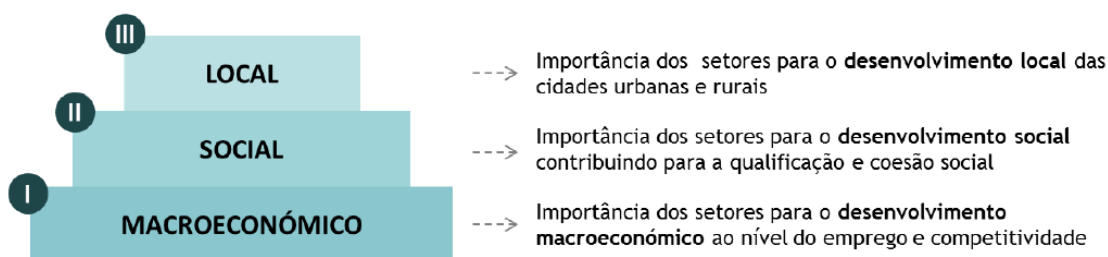 III
LOCAL
Importância dos setores para o desenvolvimento local das
cidades urbanas e rurais
II
SOCIAL
Importância dos setores para o desenvolvimento social
contribuindo para a qualificação e coesão social
I
MACROECONÓMICO
Importância dos setores para o desenvolvimento
macroeconómico ao nível do emprego e competitividade